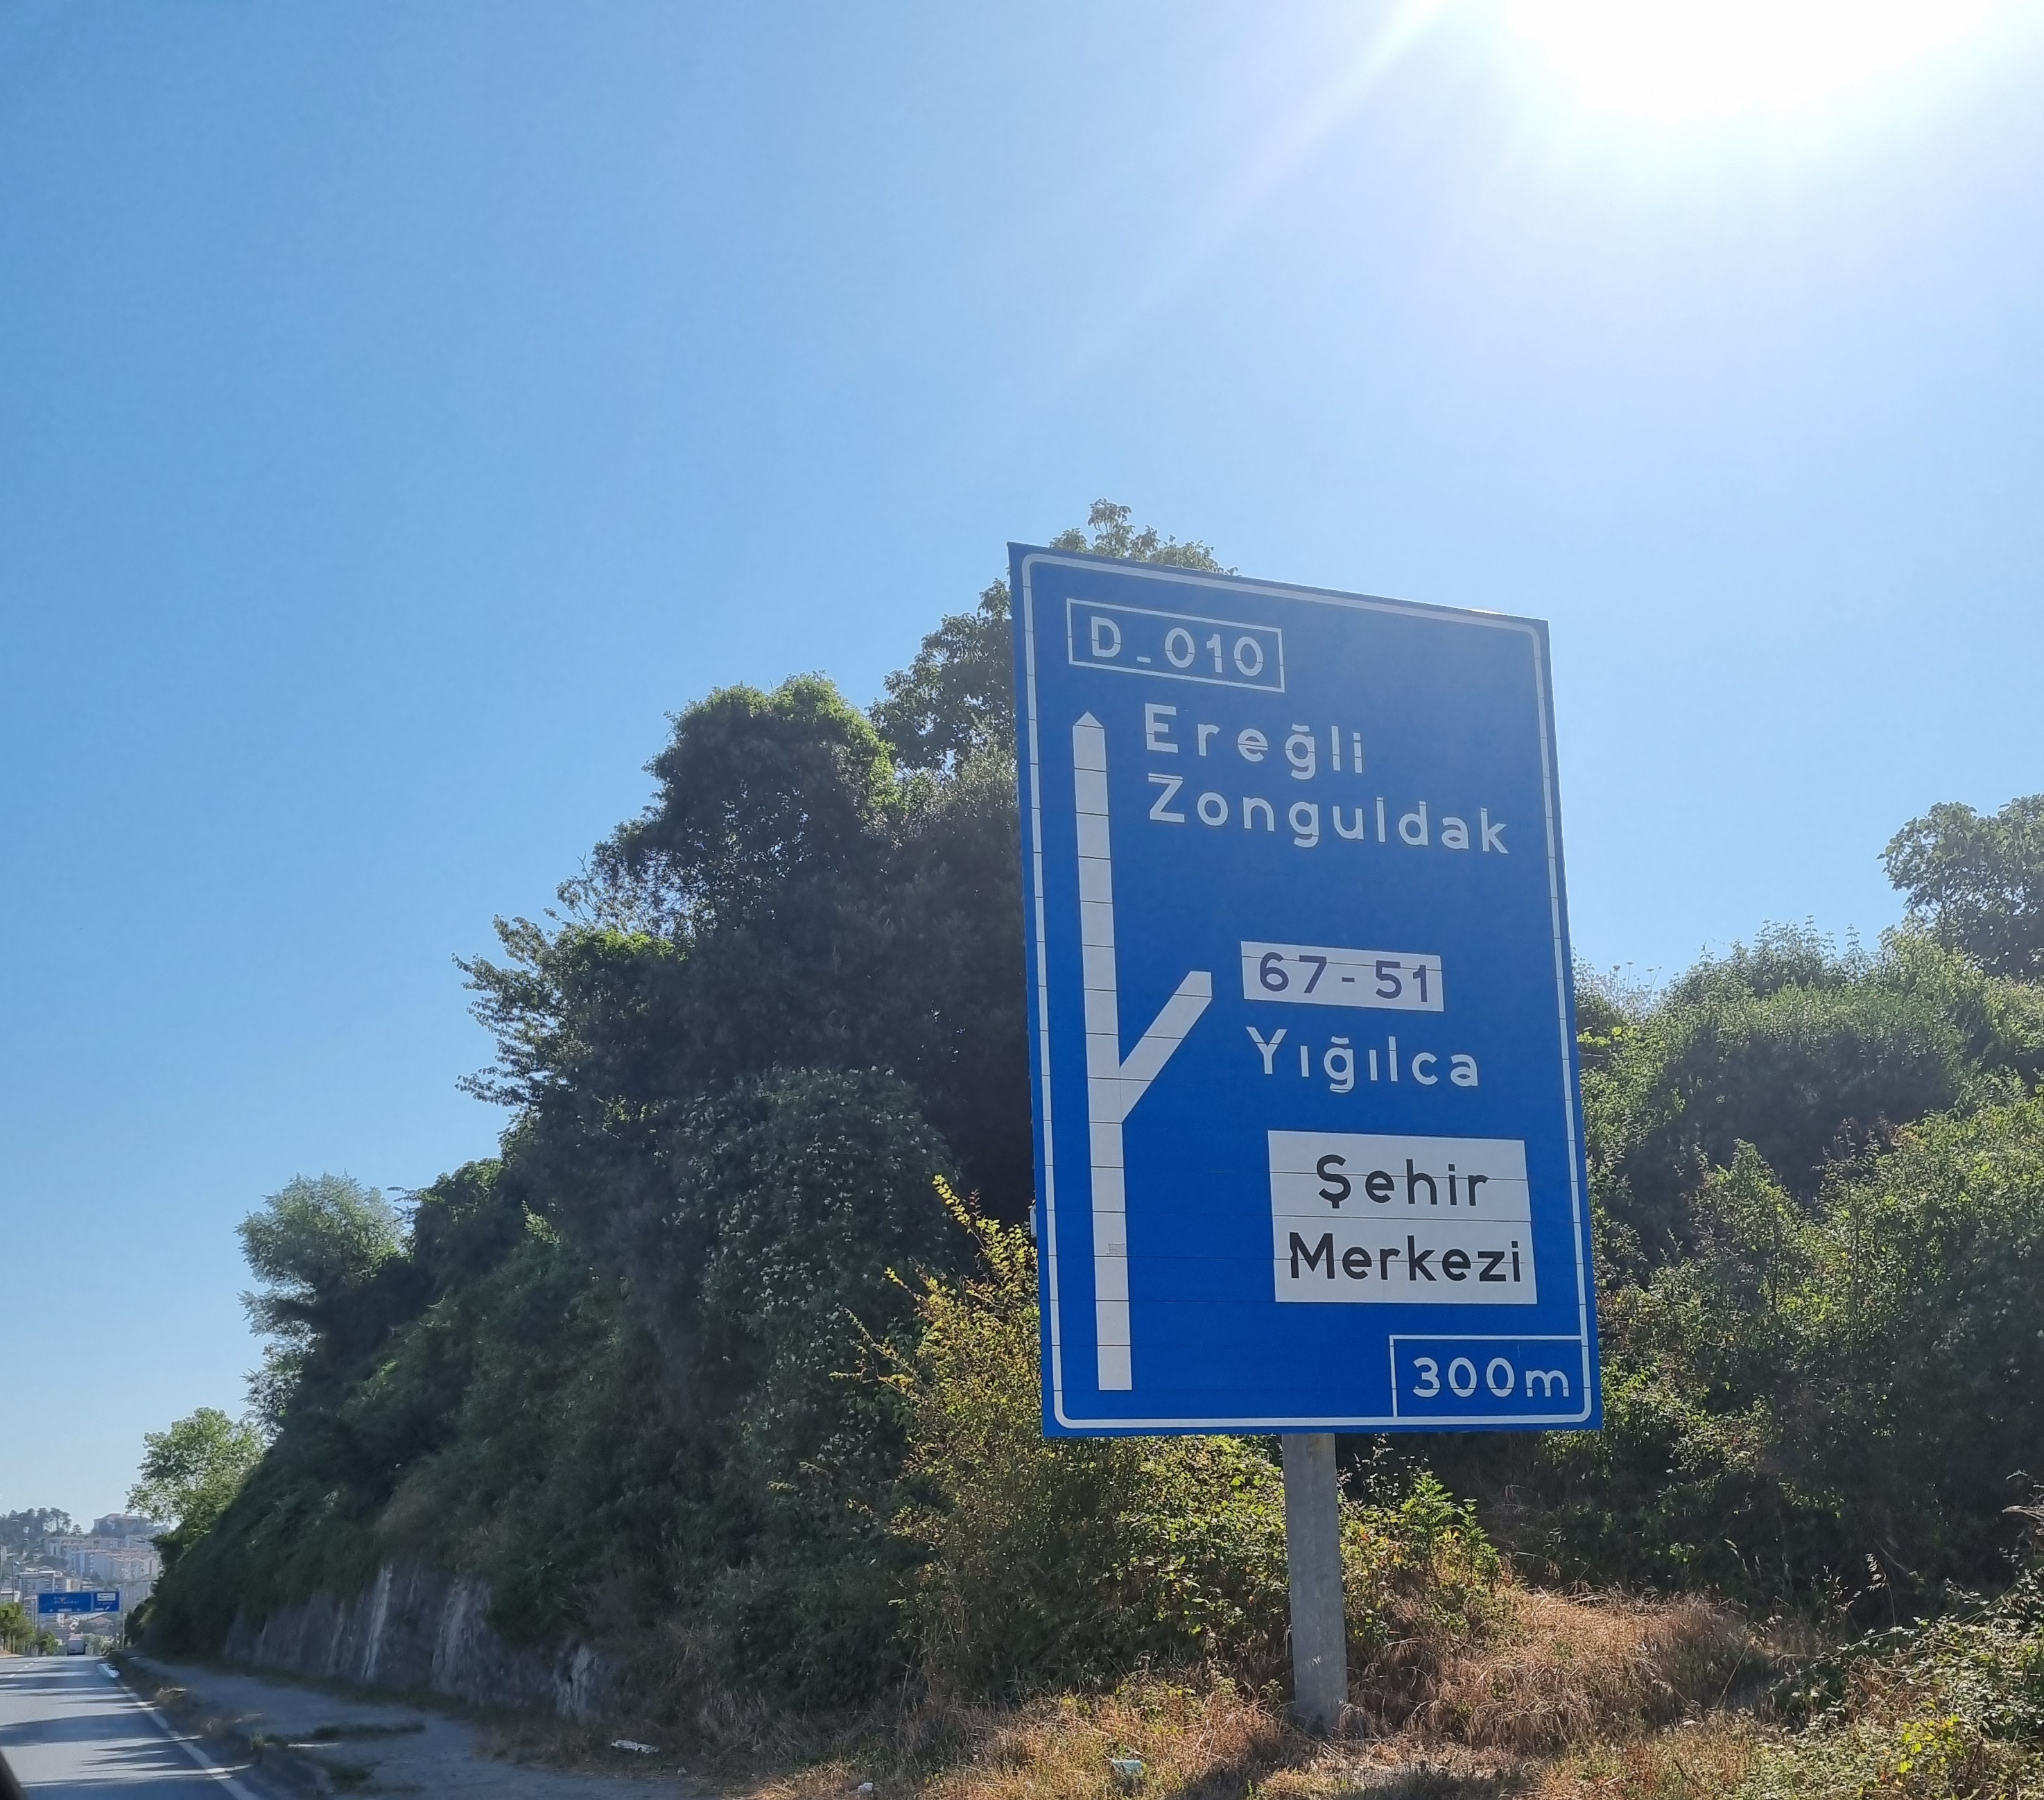 D-010
Ereğli
Zonguldak
67-51
Yığılca
Şehir
Merkezi
300m